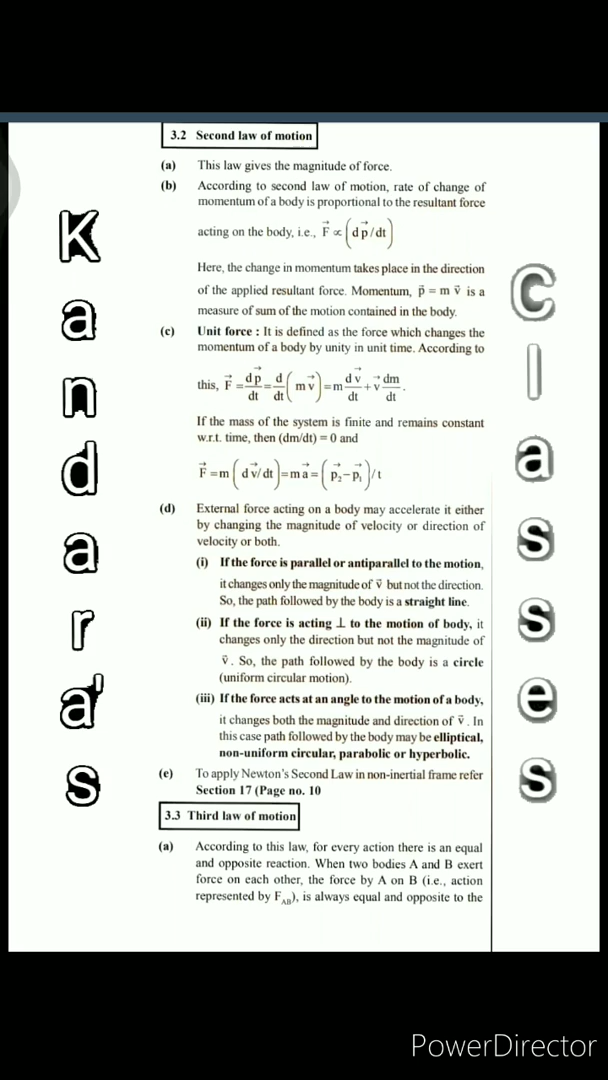 3.2 Second law of motion
(a) This law gives the magnitude of force.
(b) According to second law of motion, rate of change of
momentum of a body is proportional to the resultant force
acting on the body, i.e., F⃗ ∝ (dp⃗/dt)
Here, the change in momentum takes place in the direction
of the applied resultant force. Momentum, p⃗ = m v⃗ is a
measure of sum of the motion contained in the body.
(c) Unit force : It is defined as the force which changes the
momentum of a body by unity in unit time. According to
this, F⃗ = dp⃗/dt = d/dt (m v⃗) = m dv⃗/dt + v⃗ dm/dt .
If the mass of the system is finite and remains constant
w.r.t. time, then (dm/dt) = 0 and
F⃗ = m (dv⃗/dt) = ma⃗ = (p⃗₂ − p⃗₁)/t
(d) External force acting on a body may accelerate it either
by changing the magnitude of velocity or direction of
velocity or both.
(i) If the force is parallel or antiparallel to the motion,
it changes only the magnitude of v⃗ but not the direction.
So, the path followed by the body is a straight line.
(ii) If the force is acting ⊥ to the motion of body, it
changes only the direction but not the magnitude of
v⃗ . So, the path followed by the body is a circle
(uniform circular motion).
(iii) If the force acts at an angle to the motion of a body,
it changes both the magnitude and direction of v⃗ . In
this case path followed by the body may be elliptical,
non-uniform circular, parabolic or hyperbolic.
(e) To apply Newton's Second Law in non-inertial frame refer
Section 17 (Page no. 10
3.3 Third law of motion
(a) According to this law, for every action there is an equal
and opposite reaction. When two bodies A and B exert
force on each other, the force by A on B (i.e., action
represented by F_AB), is always equal and opposite to the
Kandara's
Classes
PowerDirector